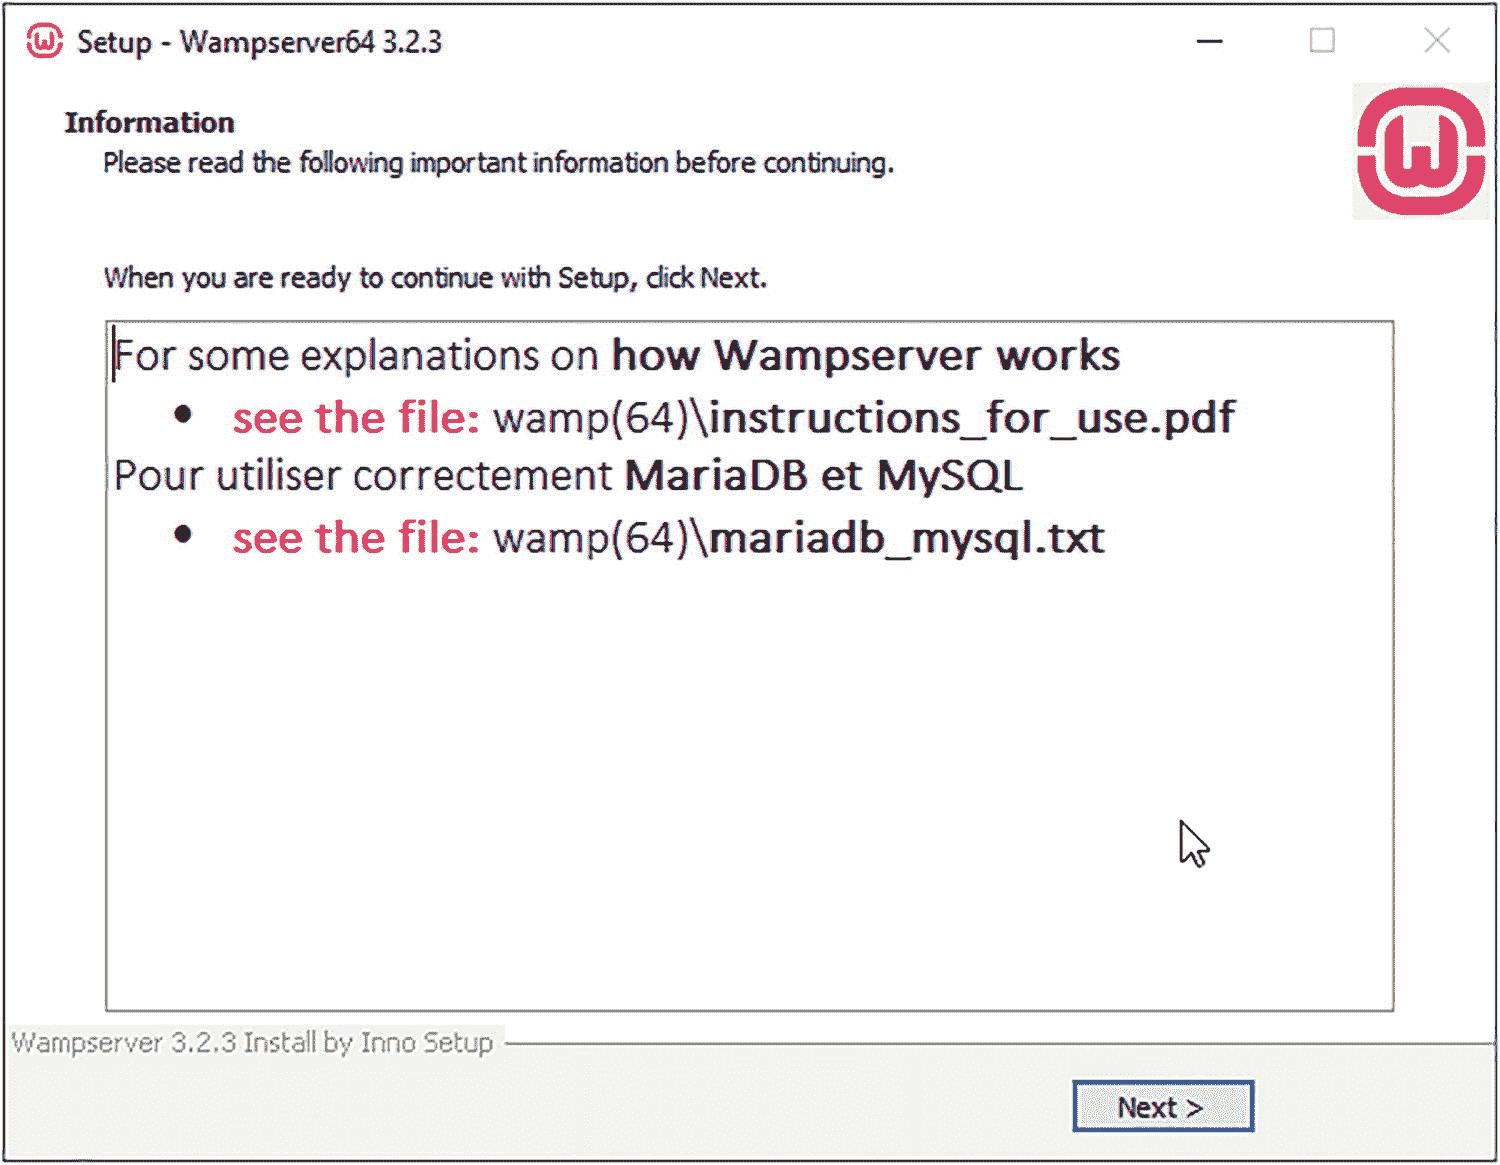 Setup - Wampserver64 3.2.3
Information
Please read the following important information before continuing.
When you are ready to continue with Setup, click Next.
For some explanations on how Wampserver works
• see the file: wamp(64)\instructions_for_use.pdf
Pour utiliser correctement MariaDB et MySQL
• see the file: wamp(64)\mariadb_mysql.txt
Wampserver 3.2.3 Install by Inno Setup
Next >